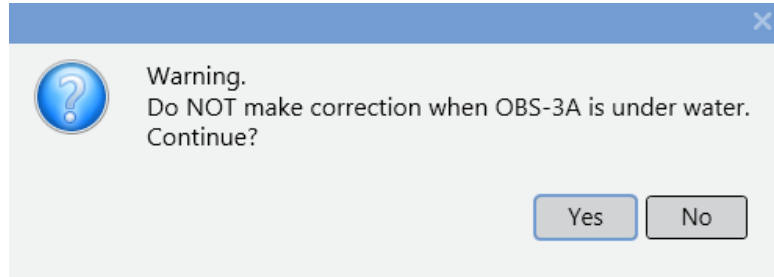 Warning.
Do NOT make correction when OBS-3A is under water.
Continue?
Yes No